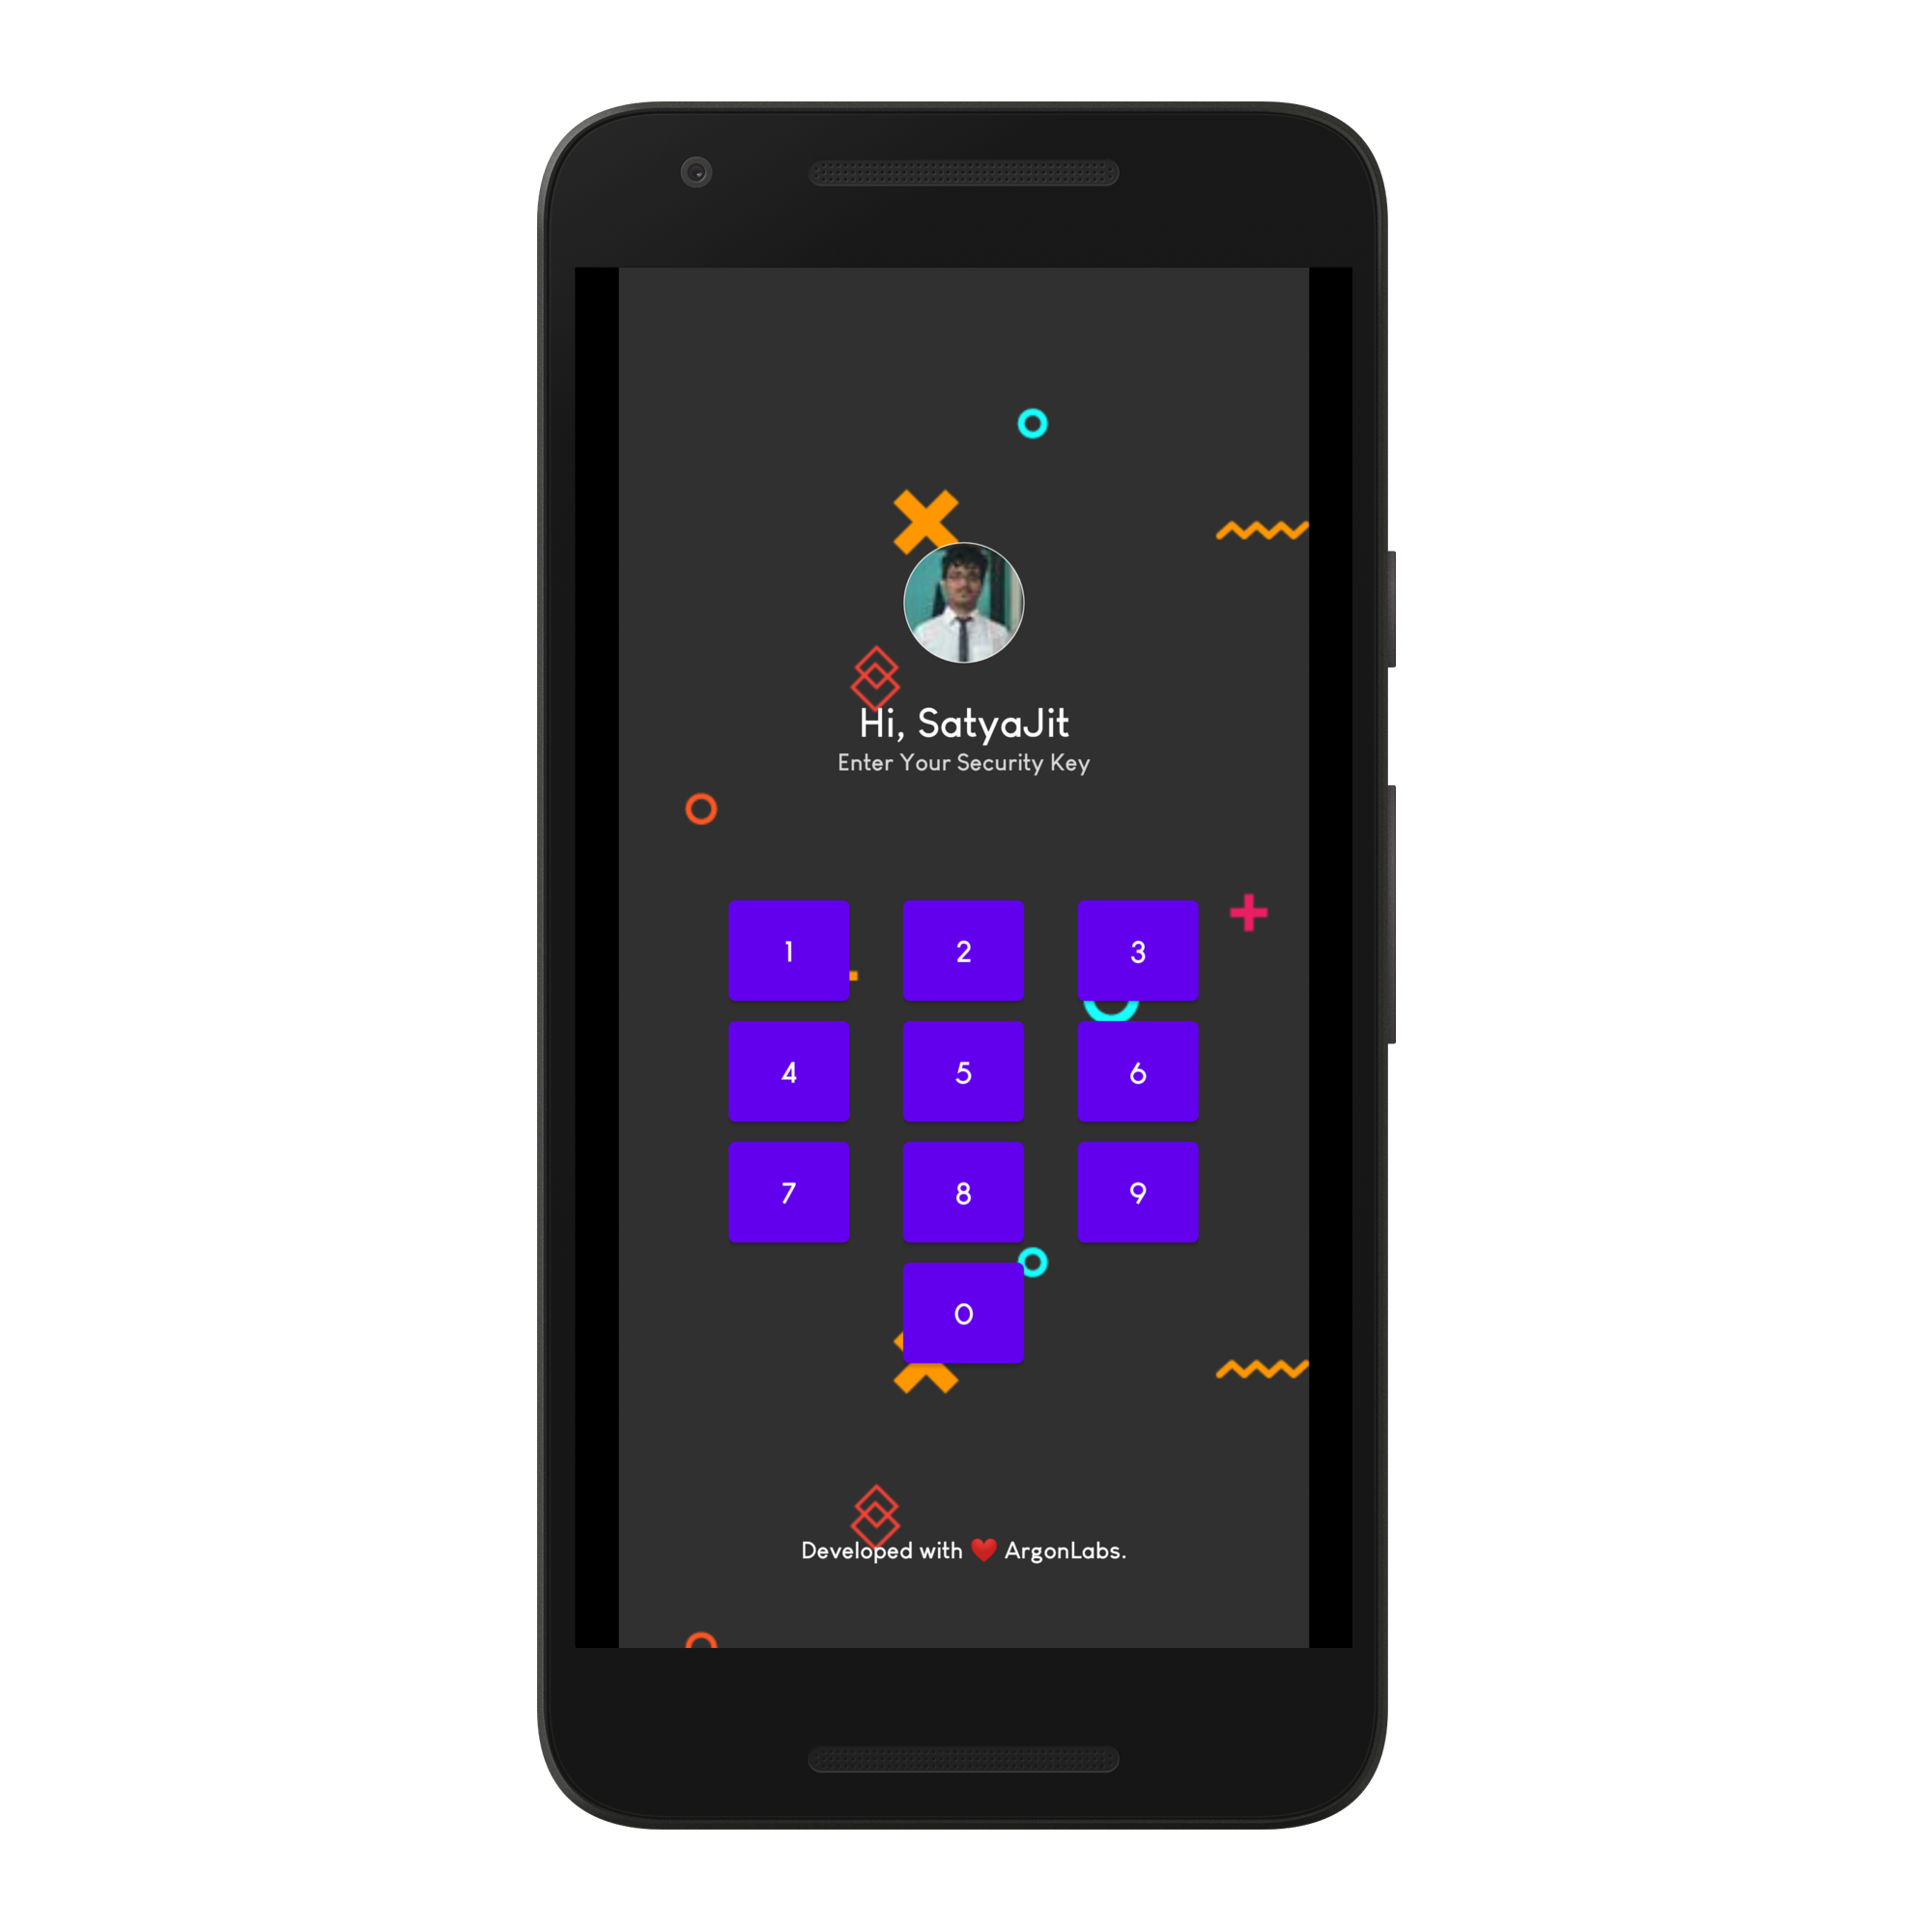 Hi, SatyaJit
Enter Your Security Key
1 2 3
4 5 6
7 8 9
0
Developed with ❤️ ArgonLabs.